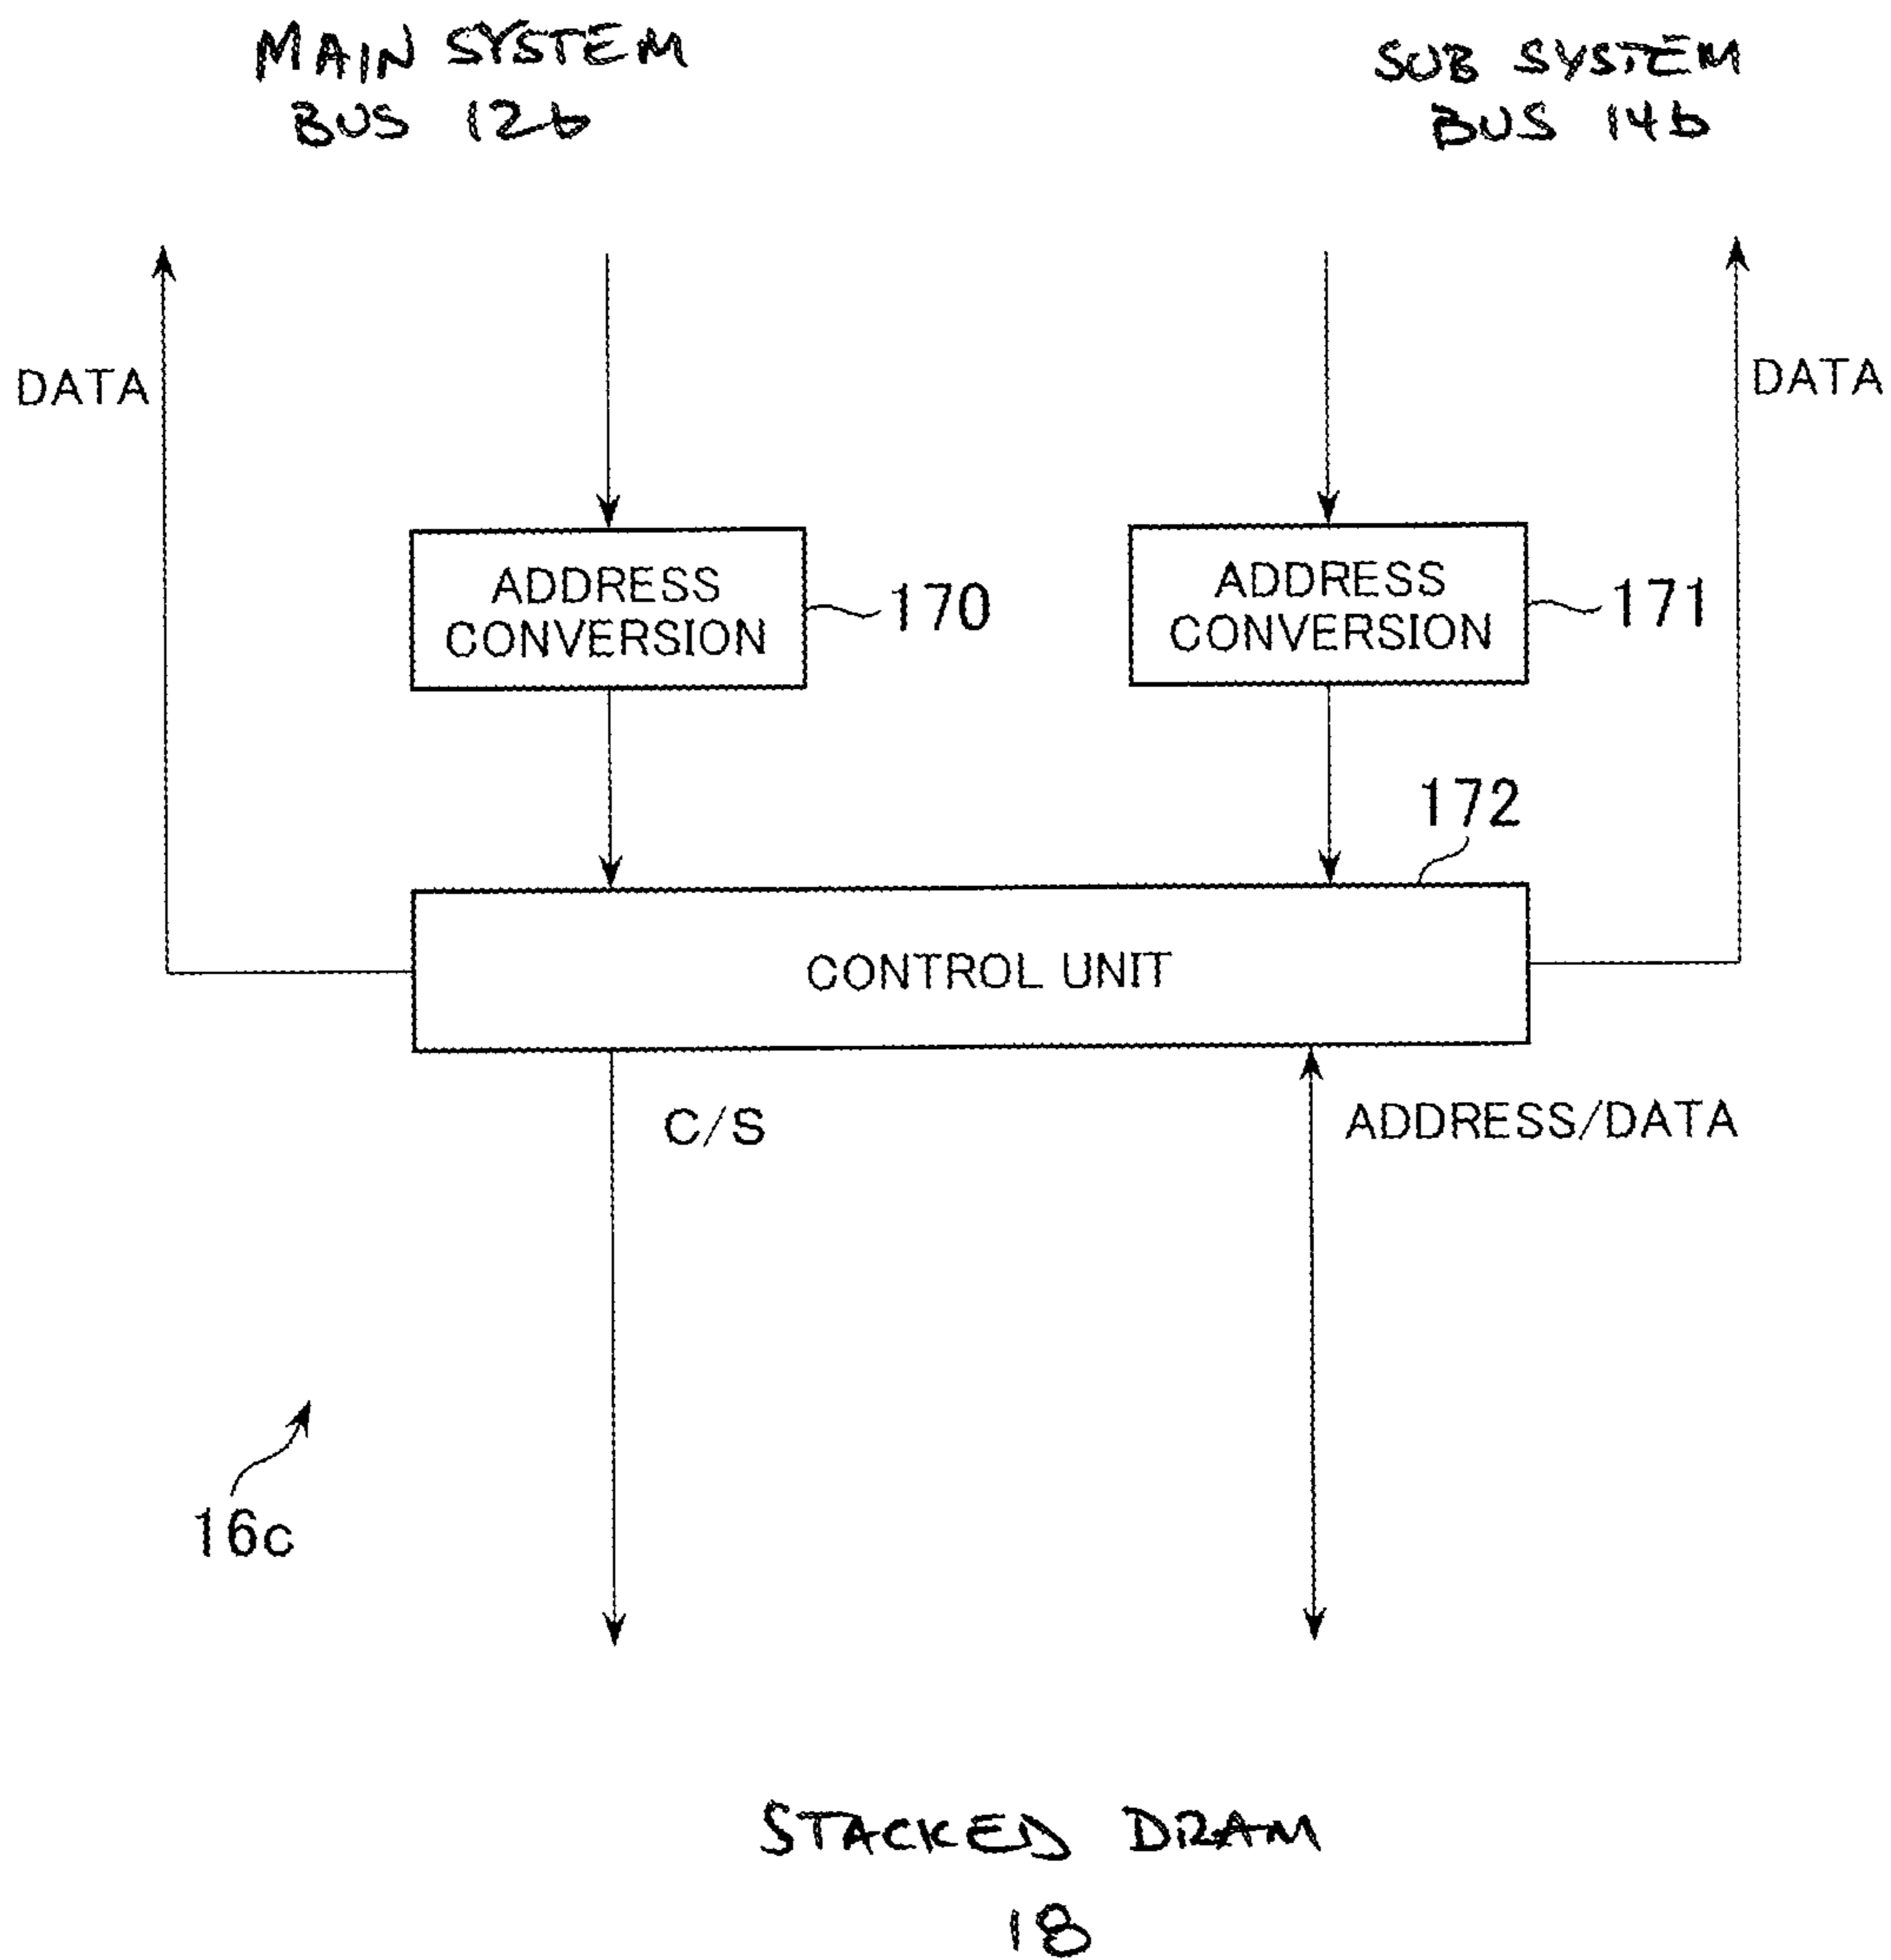 MAIN SYSTEM
BUS 12b
SUB SYSTEM
BUS 14b
DATA
DATA
ADDRESS
CONVERSION
170
ADDRESS
CONVERSION
171
172
CONTROL UNIT
C/S
ADDRESS/DATA
16c
STACKED DRAM
18